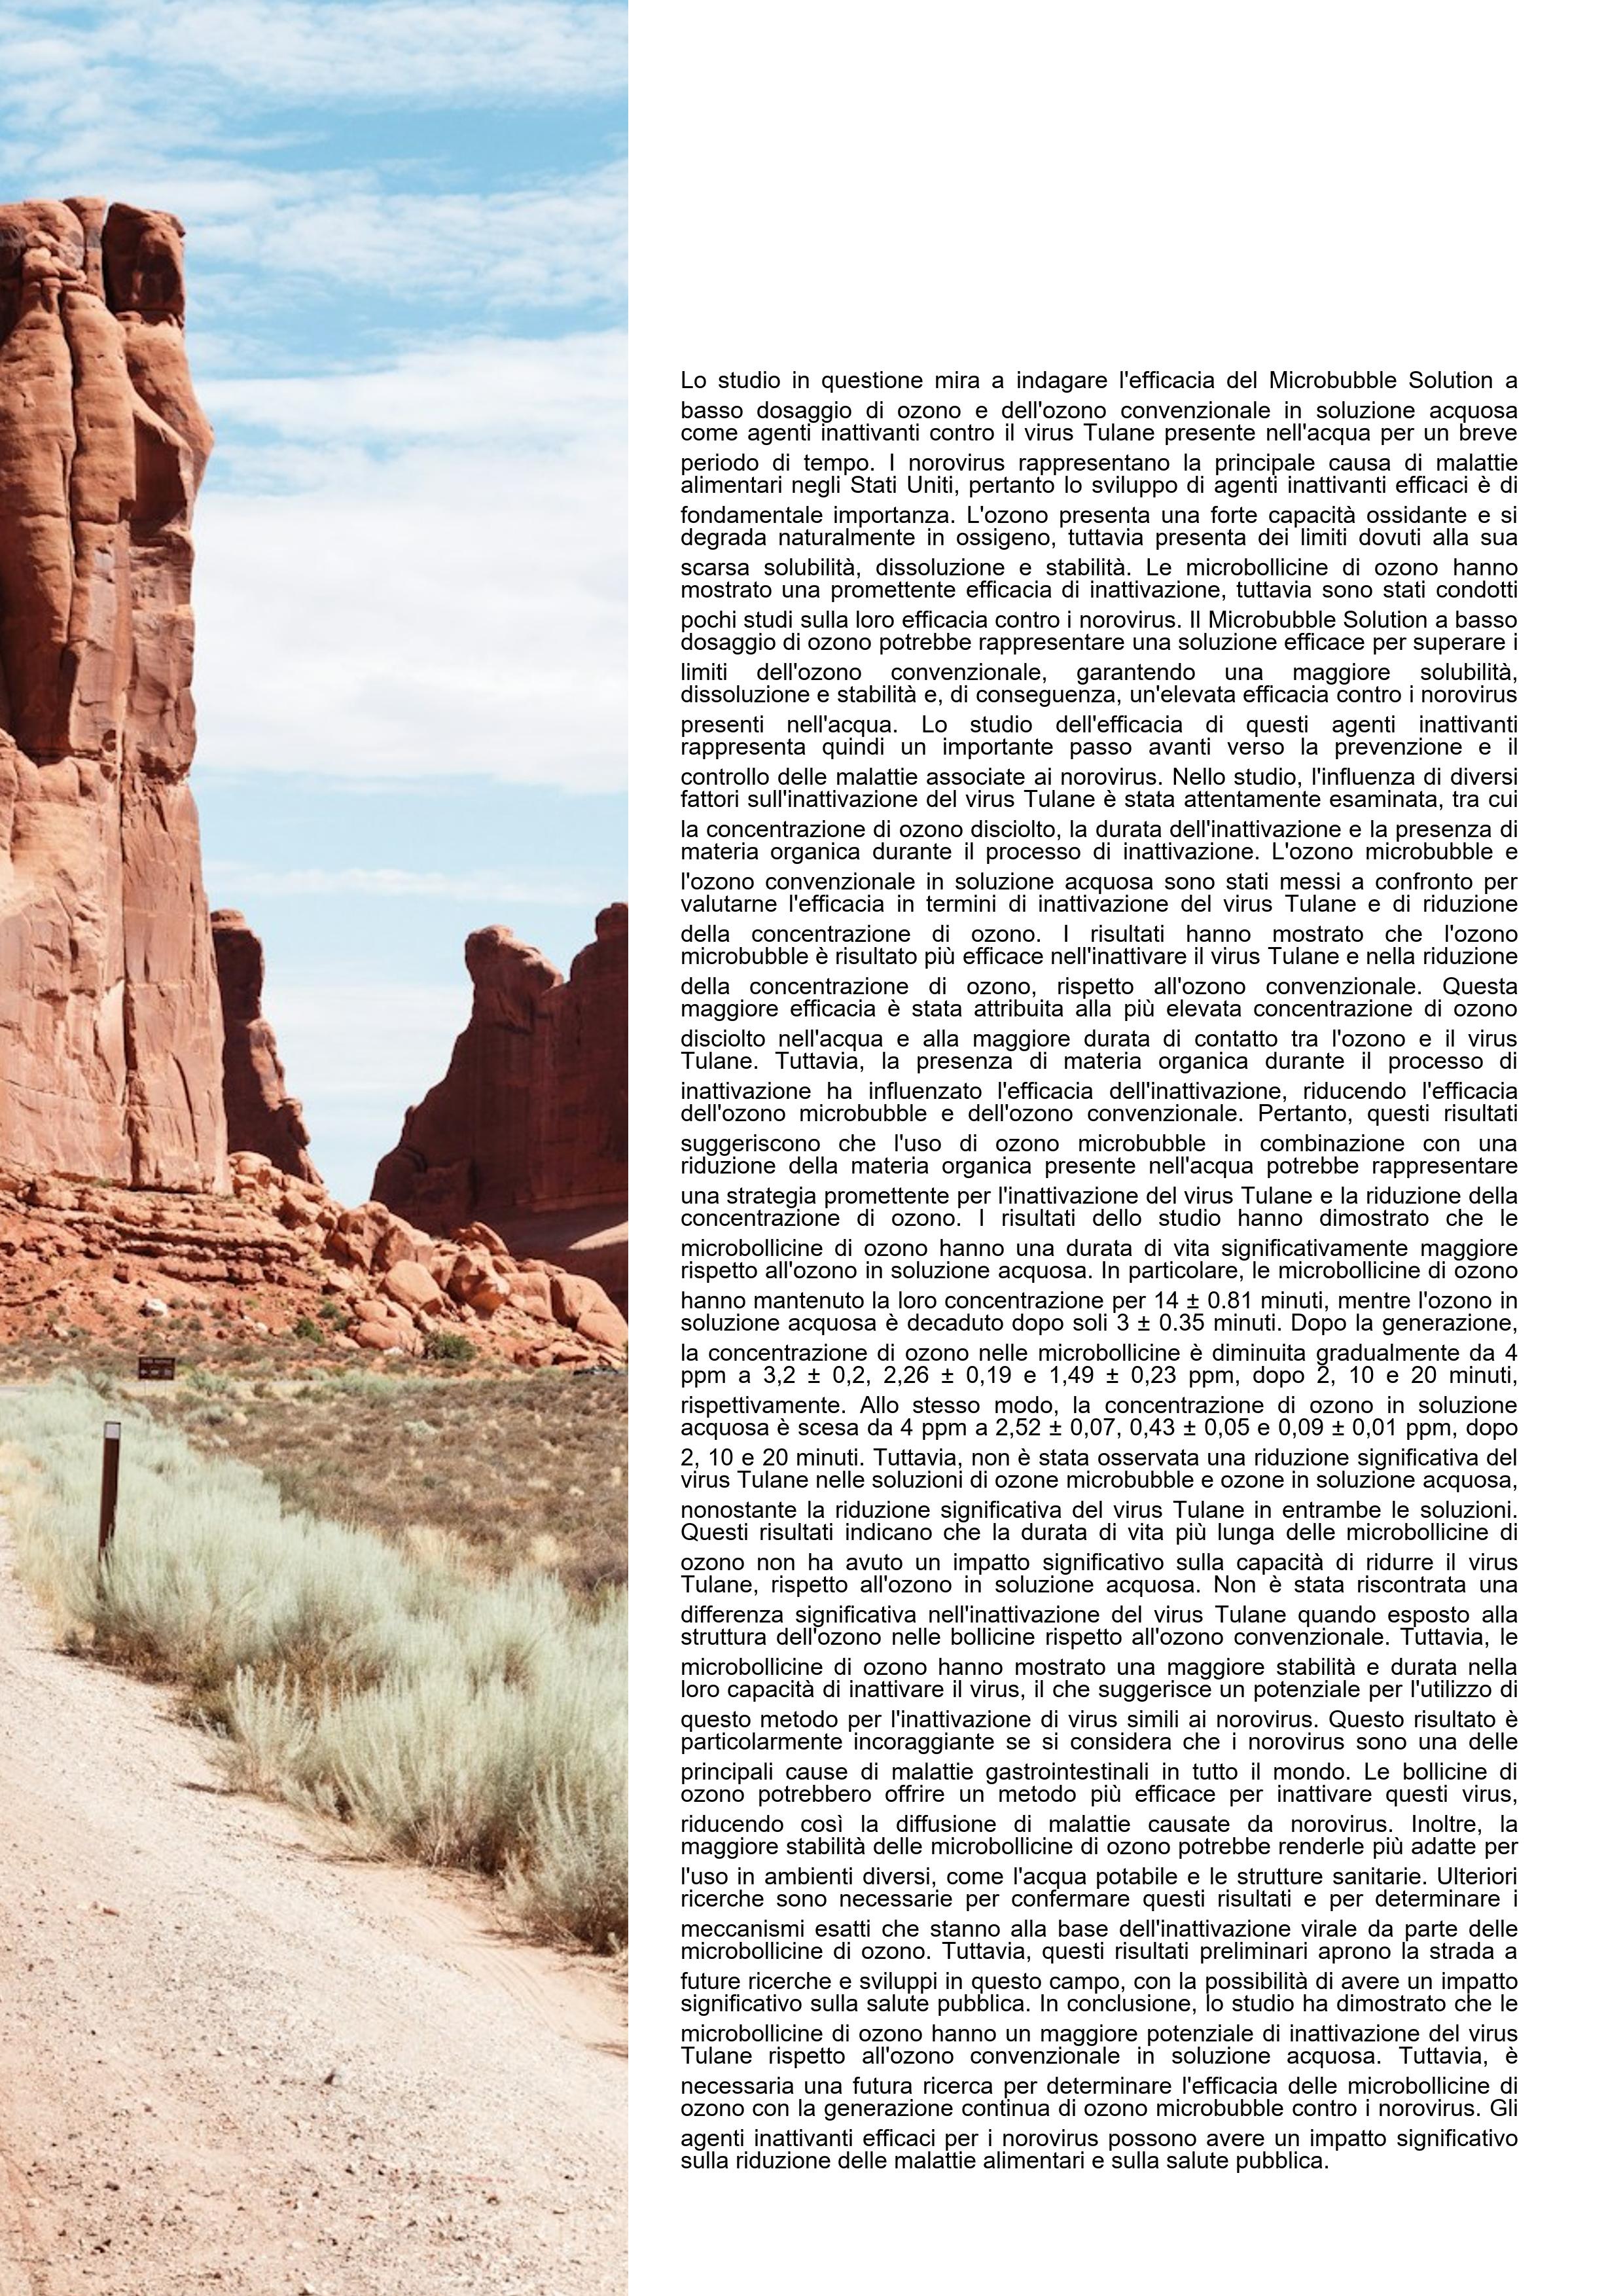 Lo studio in questione mira a indagare l'efficacia del Microbubble Solution a
basso dosaggio di ozono e dell'ozono convenzionale in soluzione acquosa
come agenti inattivanti contro il virus Tulane presente nell'acqua per un breve
periodo di tempo. I norovirus rappresentano la principale causa di malattie
alimentari negli Stati Uniti, pertanto lo sviluppo di agenti inattivanti efficaci è di
fondamentale importanza. L'ozono presenta una forte capacità ossidante e si
degrada naturalmente in ossigeno, tuttavia presenta dei limiti dovuti alla sua
scarsa solubilità, dissoluzione e stabilità. Le microbollicine di ozono hanno
mostrato una promettente efficacia di inattivazione, tuttavia sono stati condotti
pochi studi sulla loro efficacia contro i norovirus. Il Microbubble Solution a basso
dosaggio di ozono potrebbe rappresentare una soluzione efficace per superare i
limiti dell'ozono convenzionale, garantendo una maggiore solubilità,
dissoluzione e stabilità e, di conseguenza, un'elevata efficacia contro i norovirus
presenti nell'acqua. Lo studio dell'efficacia di questi agenti inattivanti
rappresenta quindi un importante passo avanti verso la prevenzione e il
controllo delle malattie associate ai norovirus. Nello studio, l'influenza di diversi
fattori sull'inattivazione del virus Tulane è stata attentamente esaminata, tra cui
la concentrazione di ozono disciolto, la durata dell'inattivazione e la presenza di
materia organica durante il processo di inattivazione. L'ozono microbubble e
l'ozono convenzionale in soluzione acquosa sono stati messi a confronto per
valutarne l'efficacia in termini di inattivazione del virus Tulane e di riduzione
della concentrazione di ozono. I risultati hanno mostrato che l'ozono
microbubble è risultato più efficace nell'inattivare il virus Tulane e nella riduzione
della concentrazione di ozono, rispetto all'ozono convenzionale. Questa
maggiore efficacia è stata attribuita alla più elevata concentrazione di ozono
disciolto nell'acqua e alla maggiore durata di contatto tra l'ozono e il virus
Tulane. Tuttavia, la presenza di materia organica durante il processo di
inattivazione ha influenzato l'efficacia dell'inattivazione, riducendo l'efficacia
dell'ozono microbubble e dell'ozono convenzionale. Pertanto, questi risultati
suggeriscono che l'uso di ozono microbubble in combinazione con una
riduzione della materia organica presente nell'acqua potrebbe rappresentare
una strategia promettente per l'inattivazione del virus Tulane e la riduzione della
concentrazione di ozono. I risultati dello studio hanno dimostrato che le
microbollicine di ozono hanno una durata di vita significativamente maggiore
rispetto all'ozono in soluzione acquosa. In particolare, le microbollicine di ozono
hanno mantenuto la loro concentrazione per 14 ± 0.81 minuti, mentre l'ozono in
soluzione acquosa è decaduto dopo soli 3 ± 0.35 minuti. Dopo la generazione,
la concentrazione di ozono nelle microbollicine è diminuita gradualmente da 4
ppm a 3,2 ± 0,2, 2,26 ± 0,19 e 1,49 ± 0,23 ppm, dopo 2, 10 e 20 minuti,
rispettivamente. Allo stesso modo, la concentrazione di ozono in soluzione
acquosa è scesa da 4 ppm a 2,52 ± 0,07, 0,43 ± 0,05 e 0,09 ± 0,01 ppm, dopo
2, 10 e 20 minuti. Tuttavia, non è stata osservata una riduzione significativa del
virus Tulane nelle soluzioni di ozone microbubble e ozone in soluzione acquosa,
nonostante la riduzione significativa del virus Tulane in entrambe le soluzioni.
Questi risultati indicano che la durata di vita più lunga delle microbollicine di
ozono non ha avuto un impatto significativo sulla capacità di ridurre il virus
Tulane, rispetto all'ozono in soluzione acquosa. Non è stata riscontrata una
differenza significativa nell'inattivazione del virus Tulane quando esposto alla
struttura dell'ozono nelle bollicine rispetto all'ozono convenzionale. Tuttavia, le
microbollicine di ozono hanno mostrato una maggiore stabilità e durata nella
loro capacità di inattivare il virus, il che suggerisce un potenziale per l'utilizzo di
questo metodo per l'inattivazione di virus simili ai norovirus. Questo risultato è
particolarmente incoraggiante se si considera che i norovirus sono una delle
principali cause di malattie gastrointestinali in tutto il mondo. Le bollicine di
ozono potrebbero offrire un metodo più efficace per inattivare questi virus,
riducendo così la diffusione di malattie causate da norovirus. Inoltre, la
maggiore stabilità delle microbollicine di ozono potrebbe renderle più adatte per
l'uso in ambienti diversi, come l'acqua potabile e le strutture sanitarie. Ulteriori
ricerche sono necessarie per confermare questi risultati e per determinare i
meccanismi esatti che stanno alla base dell'inattivazione virale da parte delle
microbollicine di ozono. Tuttavia, questi risultati preliminari aprono la strada a
future ricerche e sviluppi in questo campo, con la possibilità di avere un impatto
significativo sulla salute pubblica. In conclusione, lo studio ha dimostrato che le
microbollicine di ozono hanno un maggiore potenziale di inattivazione del virus
Tulane rispetto all'ozono convenzionale in soluzione acquosa. Tuttavia, è
necessaria una futura ricerca per determinare l'efficacia delle microbollicine di
ozono con la generazione continua di ozono microbubble contro i norovirus. Gli
agenti inattivanti efficaci per i norovirus possono avere un impatto significativo
sulla riduzione delle malattie alimentari e sulla salute pubblica.